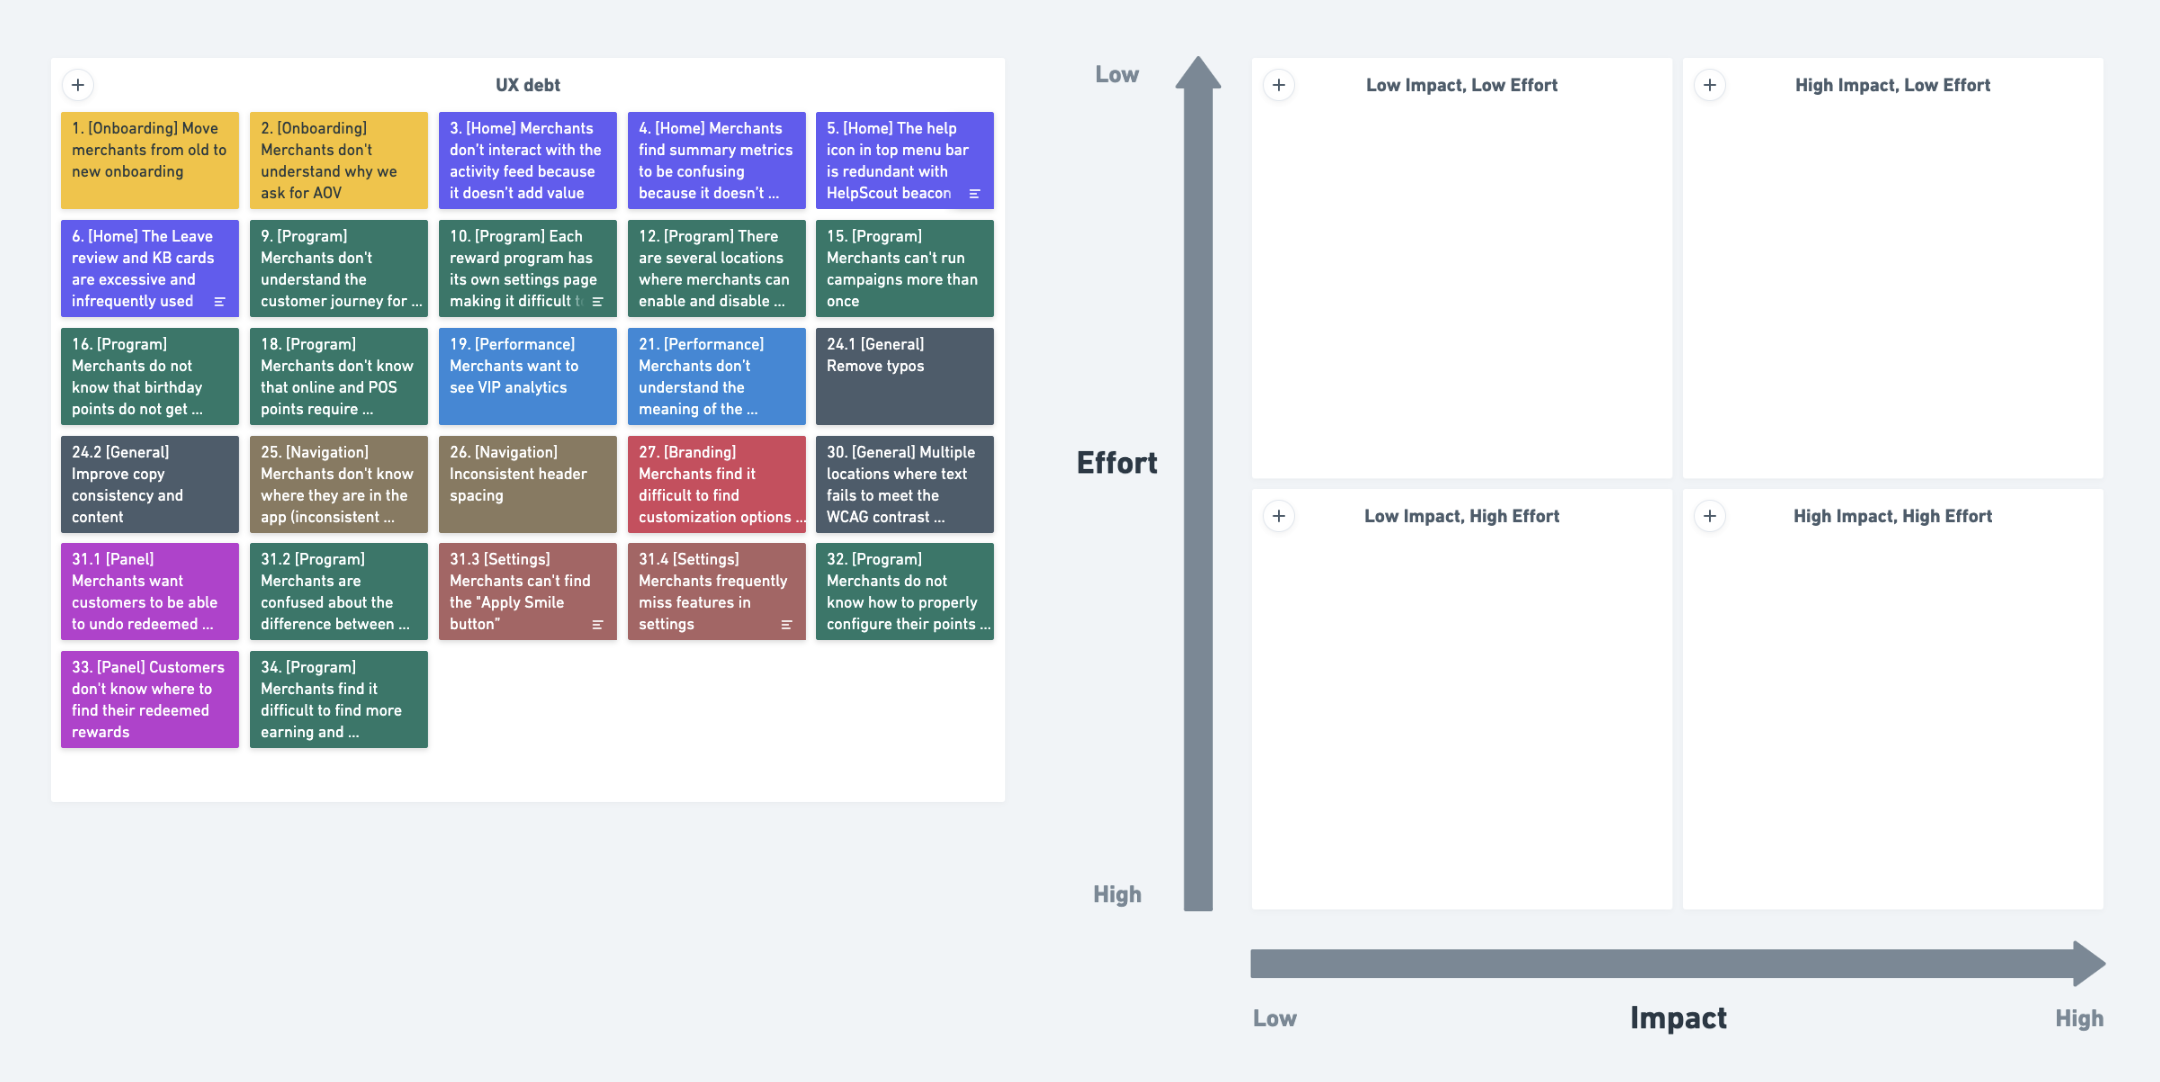 UX debt
1. [Onboarding] Move
merchants from old to
new onboarding
2. [Onboarding]
Merchants don't
understand why we
ask for AOV
3. [Home] Merchants
don't interact with the
activity feed because
it doesn't add value
4. [Home] Merchants
find summary metrics
to be confusing
because it doesn't ...
5. [Home] The help
icon in top menu bar
is redundant with
HelpScout beacon
6. [Home] The Leave
review and KB cards
are excessive and
infrequently used
9. [Program]
Merchants don't
understand the
customer journey for ...
10. [Program] Each
reward program has
its own settings page
making it difficult
12. [Program] There
are several locations
where merchants can
enable and disable ...
15. [Program]
Merchants can't run
campaigns more than
once
16. [Program]
Merchants do not
know that birthday
points do not get ...
18. [Program]
Merchants don't know
that online and POS
points require ...
19. [Performance]
Merchants want to
see VIP analytics
21. [Performance]
Merchants don't
understand the
meaning of the ...
24.1 [General]
Remove typos
24.2 [General]
Improve copy
consistency and
content
25. [Navigation]
Merchants don't know
where they are in the
app (inconsistent ...
26. [Navigation]
Inconsistent header
spacing
27. [Branding]
Merchants find it
difficult to find
customization options ...
30. [General] Multiple
locations where text
fails to meet the
WCAG contrast ...
31.1 [Panel]
Merchants want
customers to be able
to undo redeemed ...
31.2 [Program]
Merchants are
confused about the
difference between ...
31.3 [Settings]
Merchants can't find
the "Apply Smile
button"
31.4 [Settings]
Merchants frequently
miss features in
settings
32. [Program]
Merchants do not
know how to properly
configure their points ...
33. [Panel] Customers
don't know where to
find their redeemed
rewards
34. [Program]
Merchants find it
difficult to find more
earning and ...
Low
Effort
High
Low Impact, Low Effort
High Impact, Low Effort
Low Impact, High Effort
High Impact, High Effort
Low
Impact
High